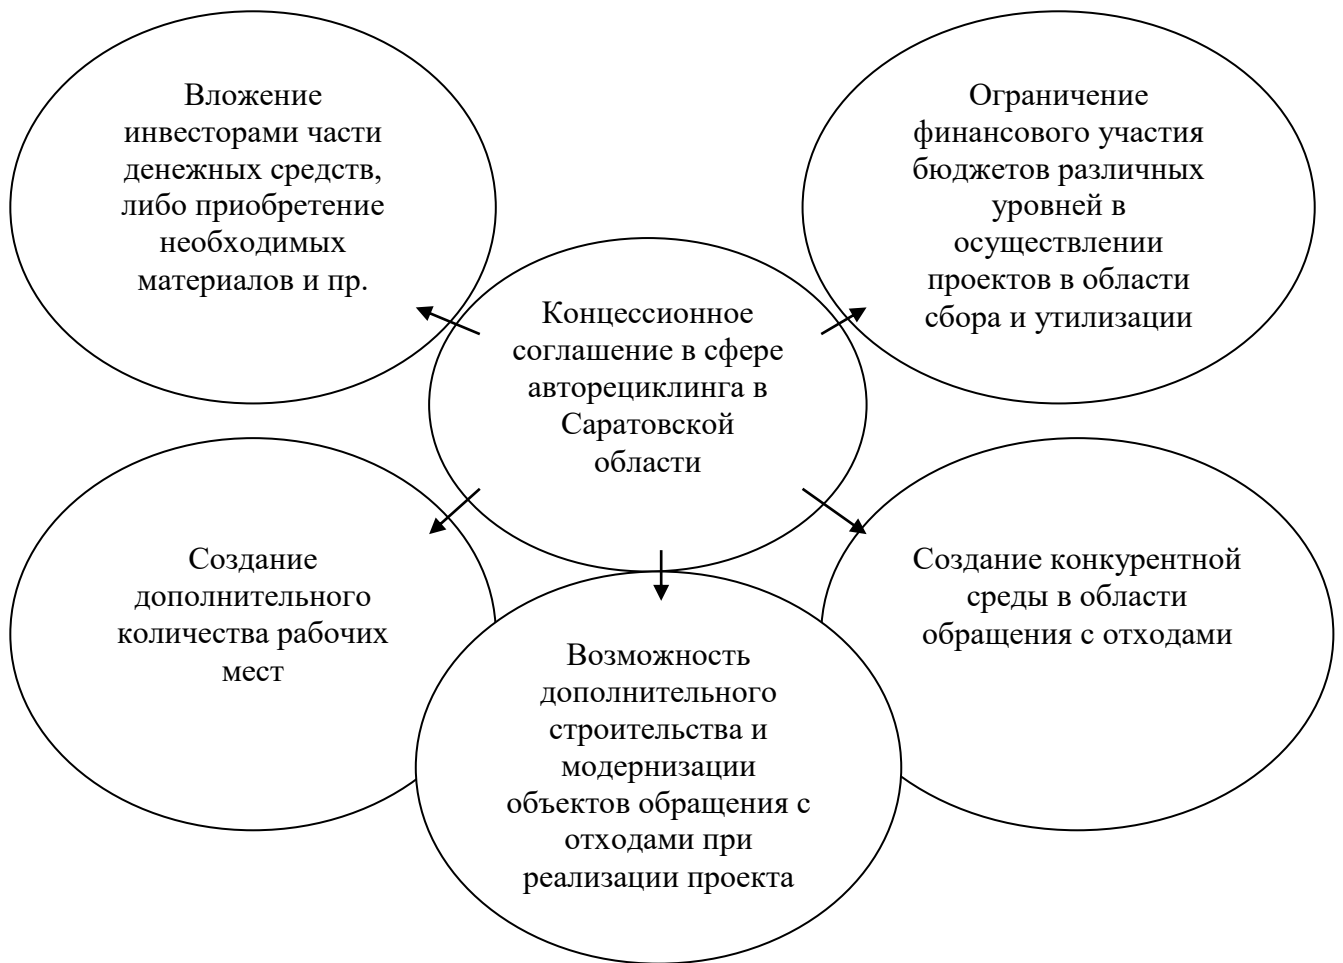 Вложение
инвесторами части
денежных средств,
либо приобретение
необходимых
материалов и пр.
Ограничение
финансового участия
бюджетов различных
уровней в
осуществлении
проектов в области
сбора и утилизации
Концессионное
соглашение в сфере
авторециклинга в
Саратовской
области
Создание
дополнительного
количества рабочих
мест
Возможность
дополнительного
строительства и
модернизации
объектов обращения с
отходами при
реализации проекта
Создание конкурентной
среды в области
обращения с отходами